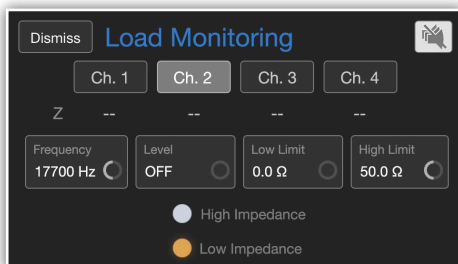 Dismiss Load Monitoring
Ch. 1 Ch. 2 Ch. 3 Ch. 4
Z -- -- -- --
Frequency Level Low Limit High Limit
17700 Hz OFF 0.0 Ω 50.0 Ω
High Impedance
Low Impedance